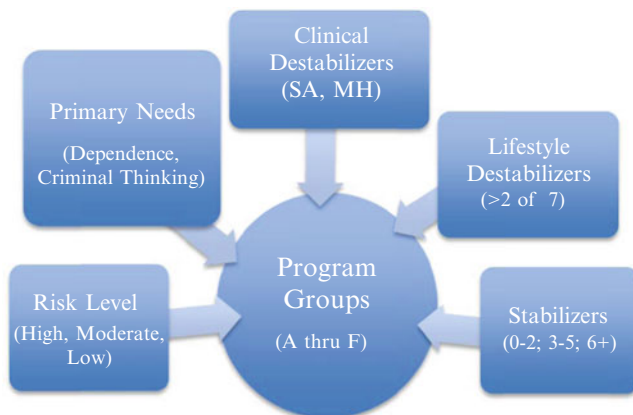 Clinical
Destabilizers
(SA, MH)
Primary Needs
(Dependence,
Criminal Thinking)
Lifestyle
Destabilizers
(>2 of 7)
Program
Groups
(A thru F)
Risk Level
(High, Moderate,
Low)
Stabilizers
(0-2; 3-5; 6+)